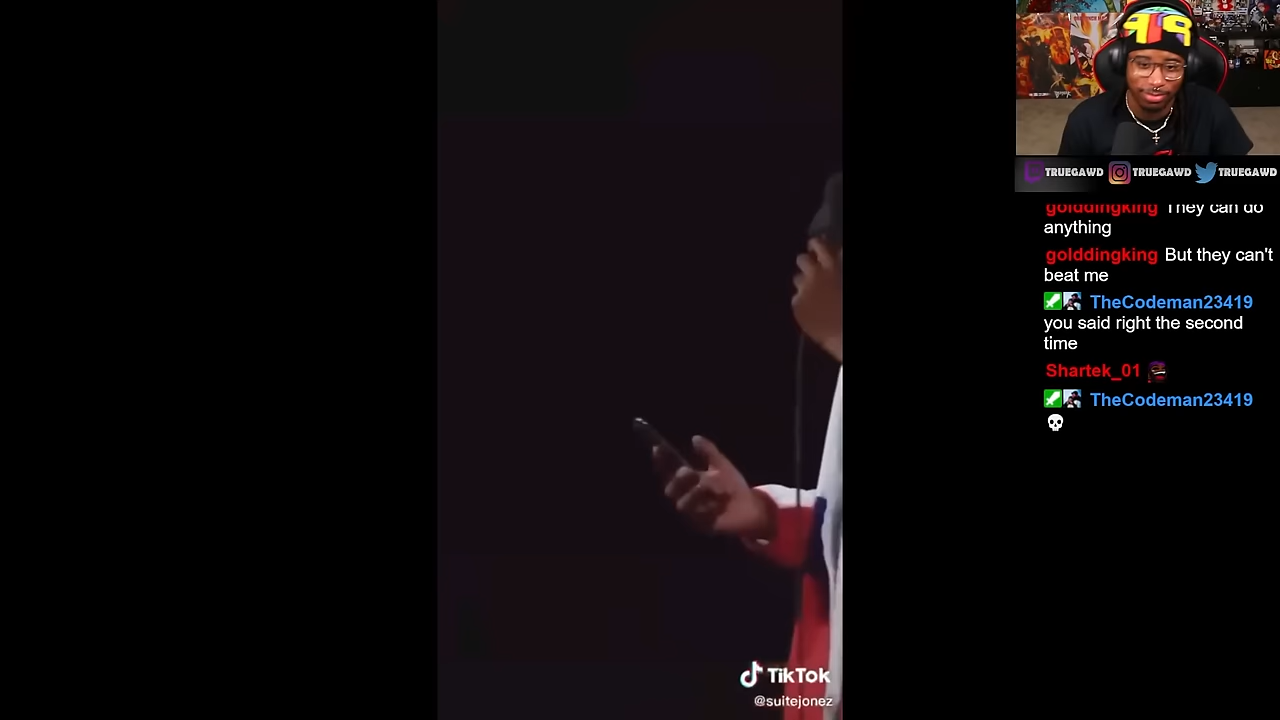 TRUEGAWD TRUEGAWD TRUEGAWD
golddingking They can do
anything
golddingking But they can't
beat me
TheCodeman23419
you said right the second
time
Shartek_01
TheCodeman23419
TikTok
@suitejonez